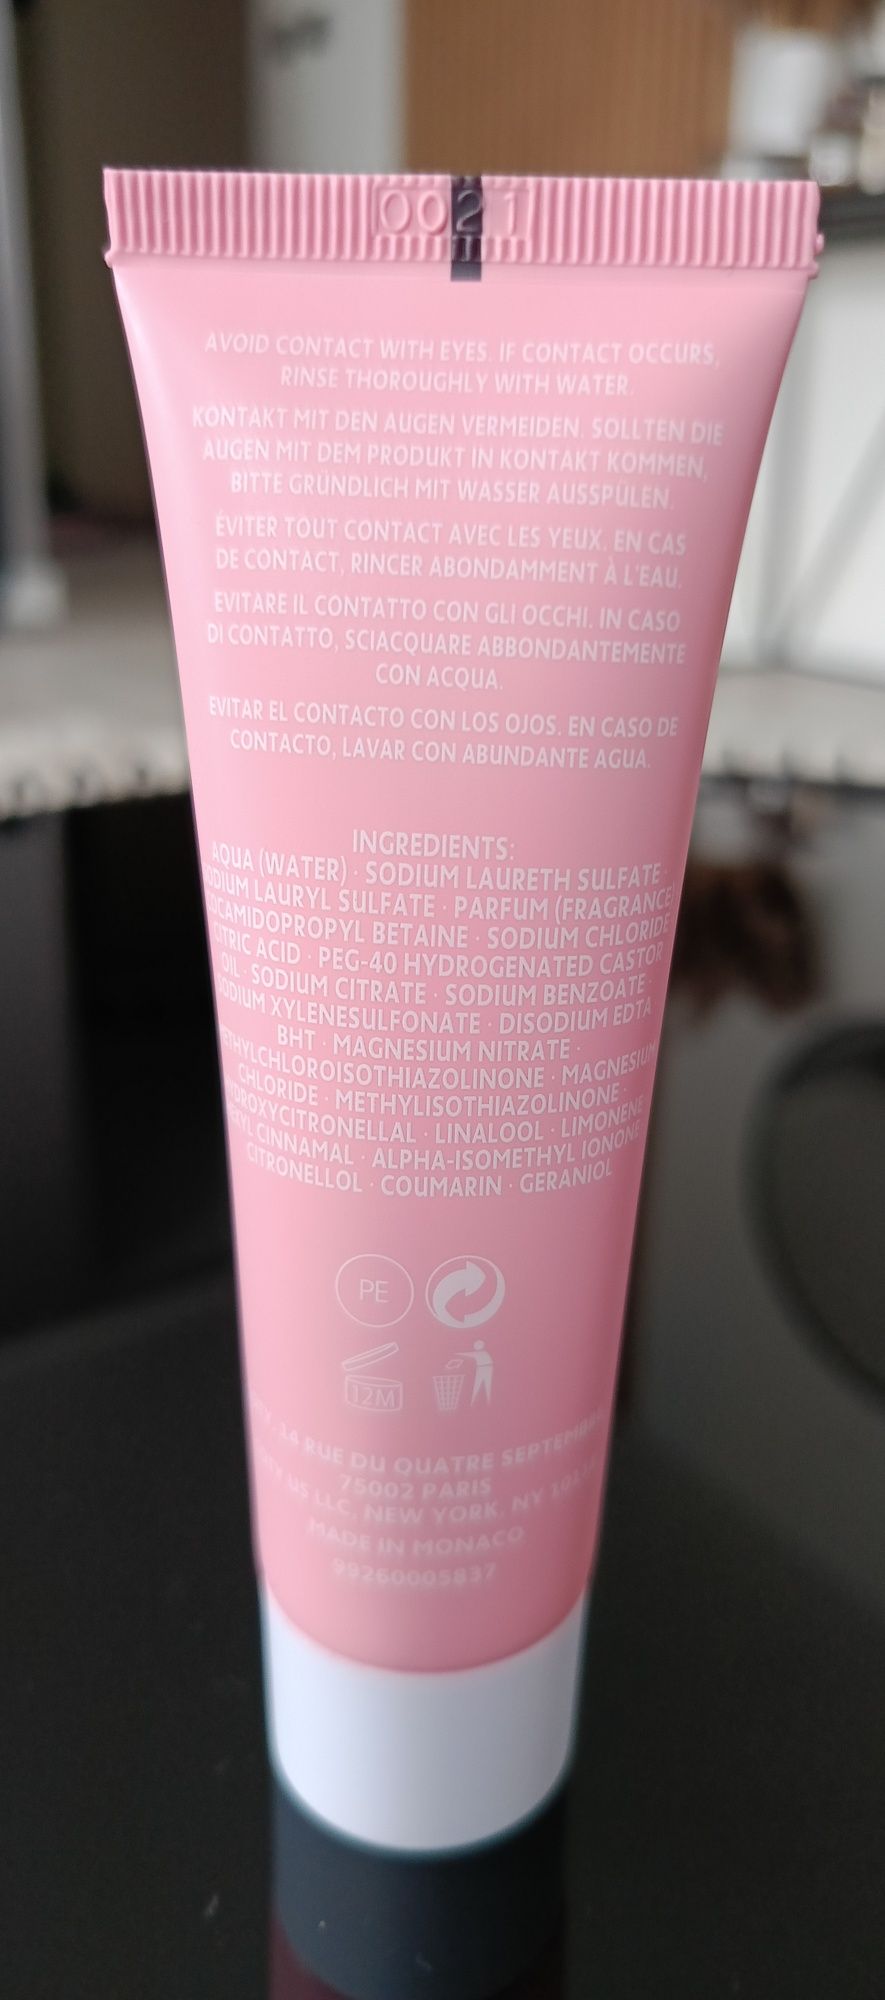 0021
AVOID CONTACT WITH EYES. IF CONTACT OCCURS,
RINSE THOROUGHLY WITH WATER.
KONTAKT MIT DEN AUGEN VERMEIDEN. SOLLTEN DIE
AUGEN MIT DEM PRODUKT IN KONTAKT KOMMEN,
BITTE GRÜNDLICH MIT WASSER AUSSPÜLEN.
ÉVITER TOUT CONTACT AVEC LES YEUX. EN CAS
DE CONTACT, RINCER ABONDAMMENT À L'EAU.
EVITARE IL CONTATTO CON GLI OCCHI. IN CASO
DI CONTATTO, SCIACQUARE ABBONDANTEMENTE
CON ACQUA.
EVITAR EL CONTACTO CON LOS OJOS. EN CASO DE
CONTACTO, LAVAR CON ABUNDANTE AGUA.
INGREDIENTS:
AQUA (WATER) · SODIUM LAURETH SULFATE ·
SODIUM LAURYL SULFATE · PARFUM (FRAGRANCE)
COCAMIDOPROPYL BETAINE · SODIUM CHLORIDE
CITRIC ACID · PEG-40 HYDROGENATED CASTOR
OIL · SODIUM CITRATE · SODIUM BENZOATE ·
SODIUM XYLENESULFONATE · DISODIUM EDTA
BHT · MAGNESIUM NITRATE ·
METHYLCHLOROISOTHIAZOLINONE · MAGNESIUM
CHLORIDE · METHYLISOTHIAZOLINONE ·
HYDROXYCITRONELLAL · LINALOOL · LIMONENE
CINNAMAL · ALPHA-ISOMETHYL IONONE
CITRONELLOL · COUMARIN · GERANIOL
PE
12M
14 RUE DU QUATRE SEPTEMBRE
75002 PARIS
US LLC, NEW YORK, NY
MADE IN MONACO
99260005837